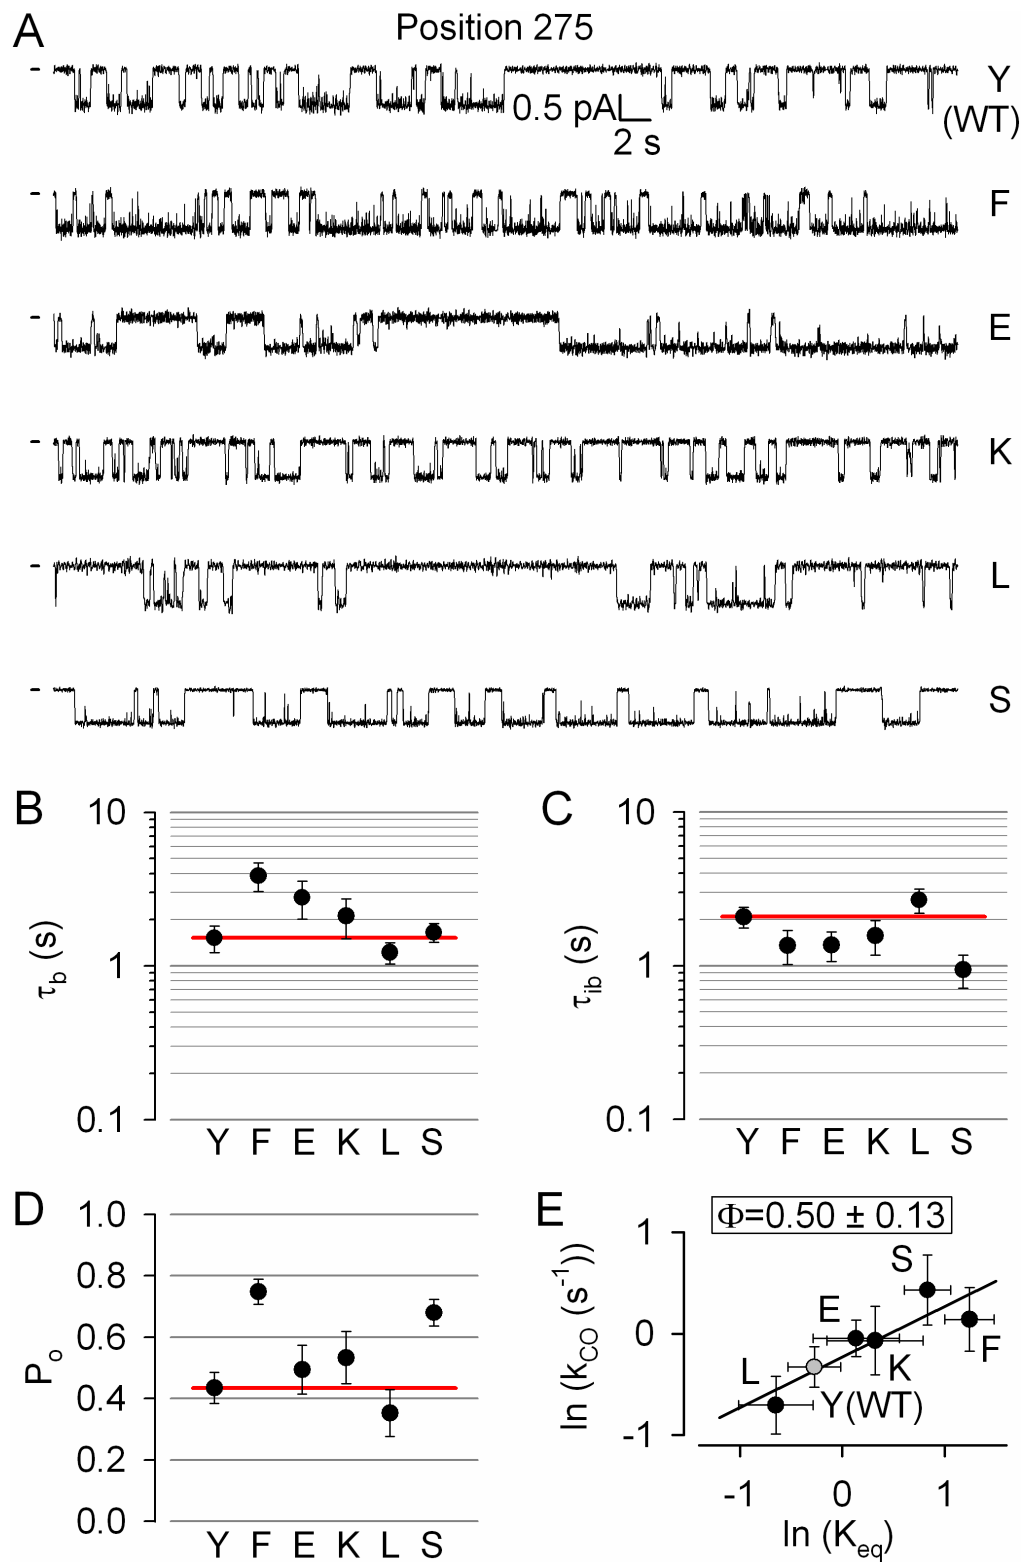 A Position 275
Y
(WT)
0.5 pA
2 s
F
E
K
L
S
B
10
1
0.1
τb (s)
Y F E K L S
C
10
1
0.1
τib (s)
Y F E K L S
D
1.0
0.8
0.6
0.4
0.2
0.0
Po
Y F E K L S
E
Φ=0.50 ± 0.13
1
0
-1
ln (kCO (s-1))
S
E
L
K
F
Y(WT)
-1 0 1
ln (Keq)